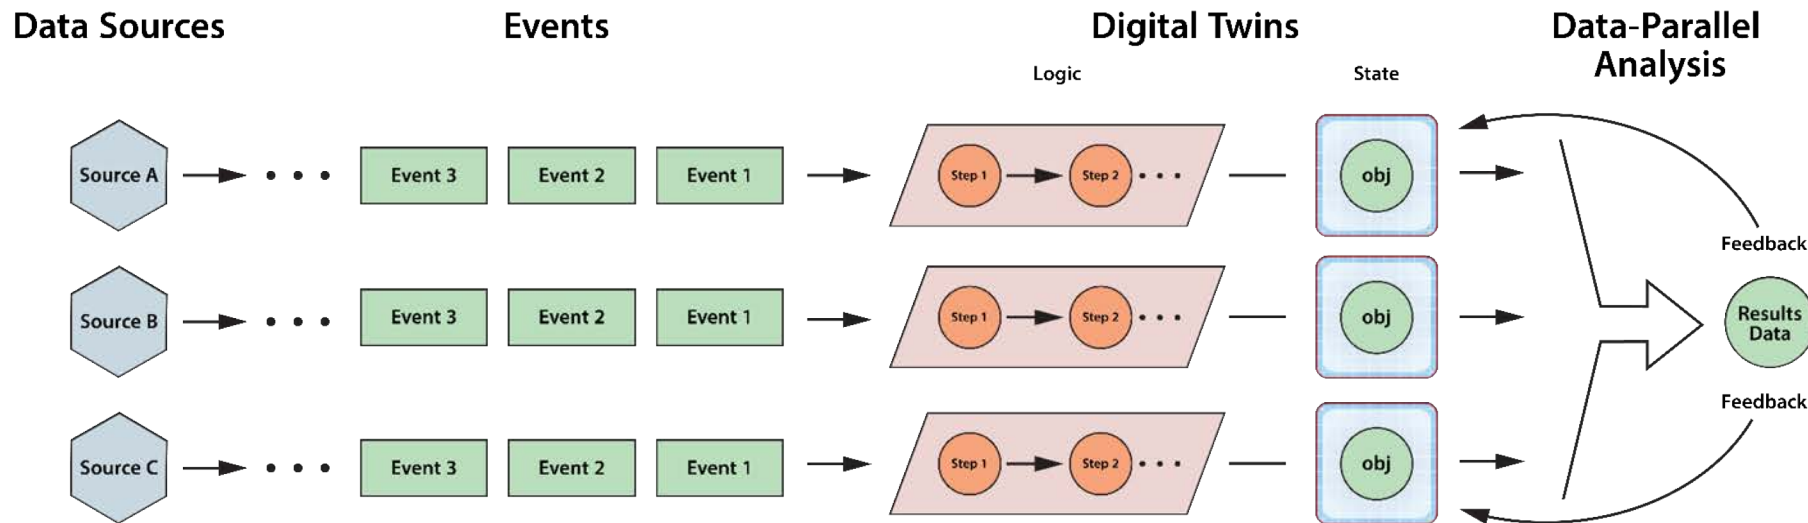 Data Sources
Events
Digital Twins
Data-Parallel
Analysis
Logic
State
Source A
Event 3
Event 2
Event 1
Step 1
Step 2
obj
Feedback
Source B
Event 3
Event 2
Event 1
Step 1
Step 2
obj
Results
Data
Feedback
Source C
Event 3
Event 2
Event 1
Step 1
Step 2
obj